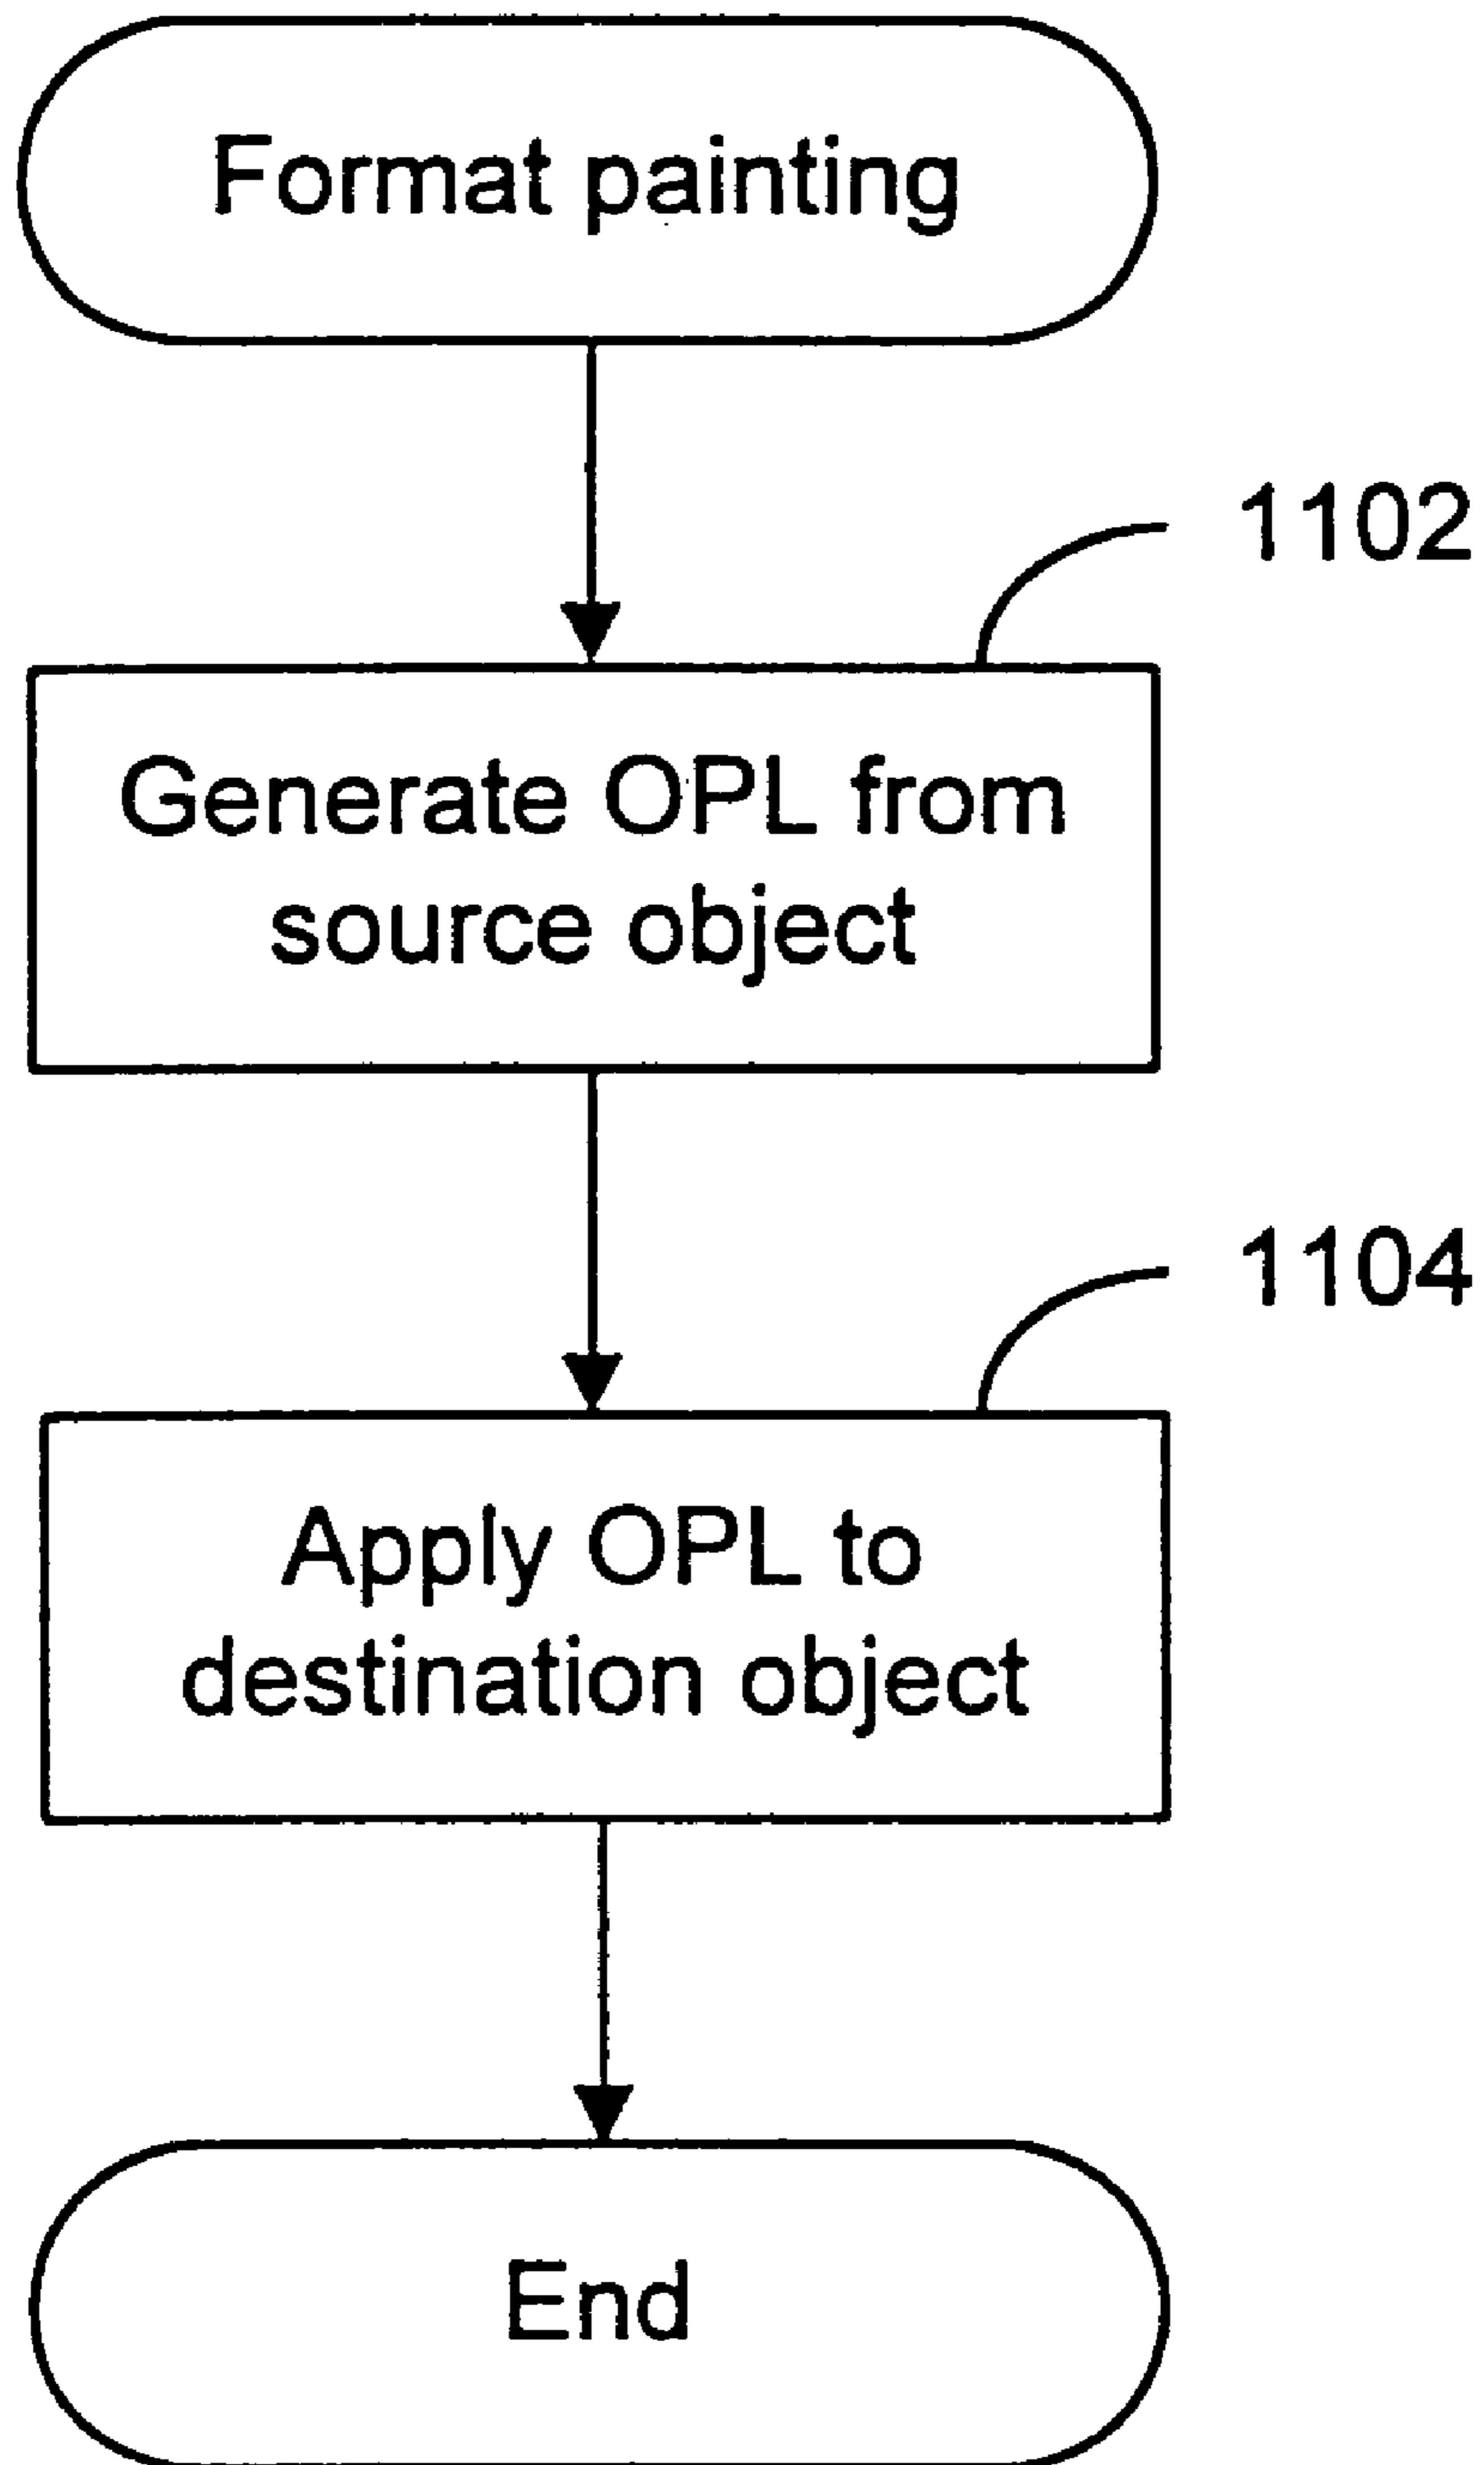 Format painting
1102
Generate OPL from
source object
1104
Apply OPL to
destination object
End